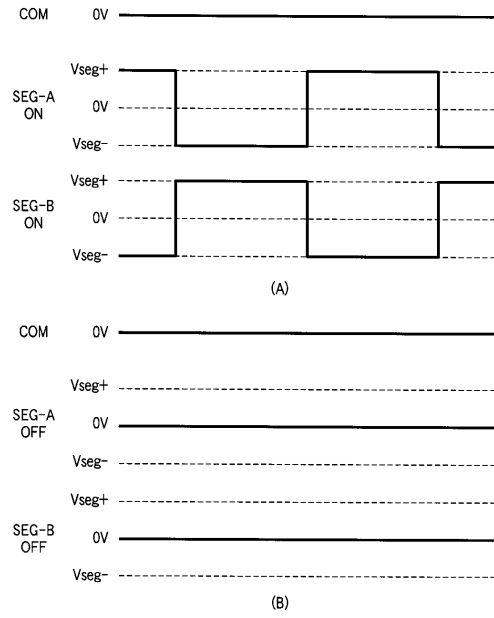 COM 0V
Vseg+
SEG-A
ON
0V
Vseg-
Vseg+
SEG-B
ON
0V
Vseg-
(A)
COM 0V
Vseg+
SEG-A
OFF
0V
Vseg-
Vseg+
SEG-B
OFF
0V
Vseg-
(B)